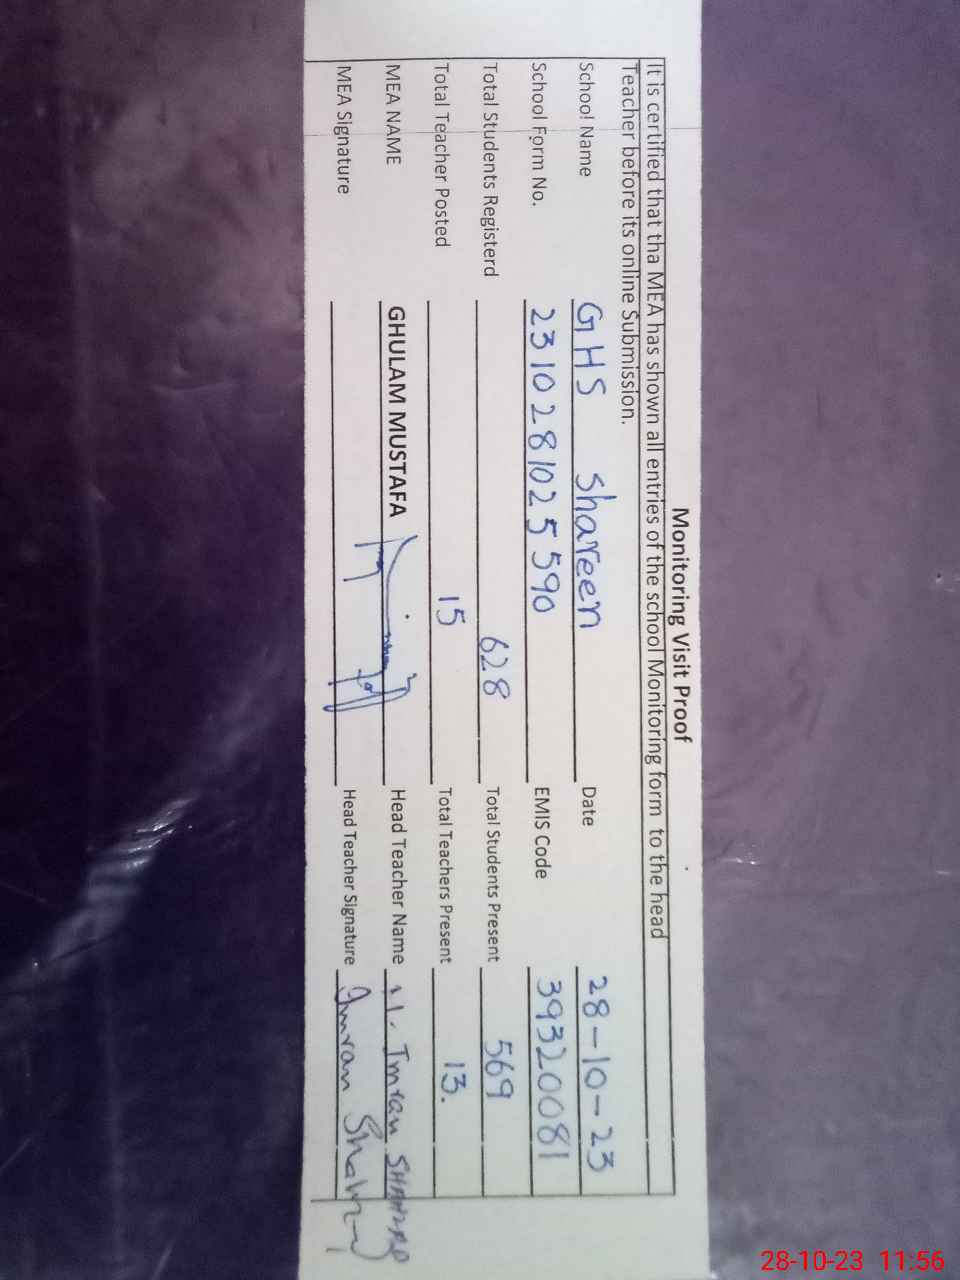 Monitoring Visit Proof
It is certified that tha MEA has shown all entries of the school Monitoring form to the head
Teacher before its online Submission.
School Name GHS Shareen Date 28-10-23
School Form No. 2310281025590 EMIS Code 39320081
Total Students Registerd 628 Total Students Present 569
Total Teacher Posted 15 Total Teachers Present 13.
MEA NAME GHULAM MUSTAFA Head Teacher Name Imran SHAHZAD
MEA Signature Head Teacher Signature Imran
28-10-23 11:56